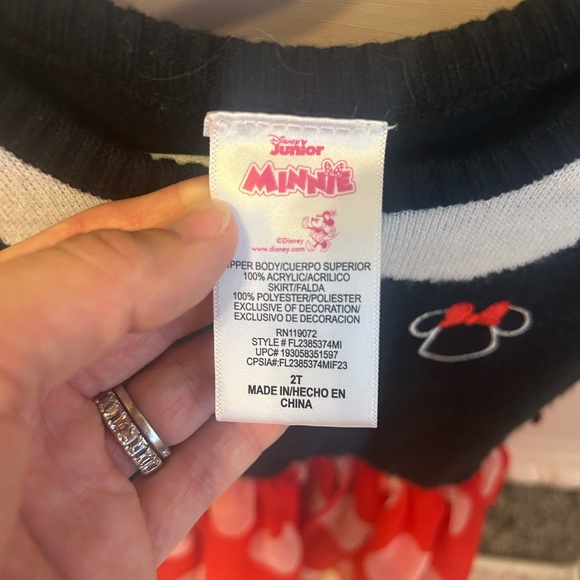 Disney
Junior
MINNIE
©Disney
www.disney.com
PPER BODY/CUERPO SUPERIOR
100% ACRYLIC/ACRILICO
SKIRT/FALDA
100% POLYESTER/POLIESTER
EXCLUSIVE OF DECORATION/
EXCLUSIVO DE DECORACION
RN119072
STYLE # FL2385374MI
UPC# 193058351597
CPSIA#:FL2385374MIF23
2T
MADE IN/HECHO EN
CHINA